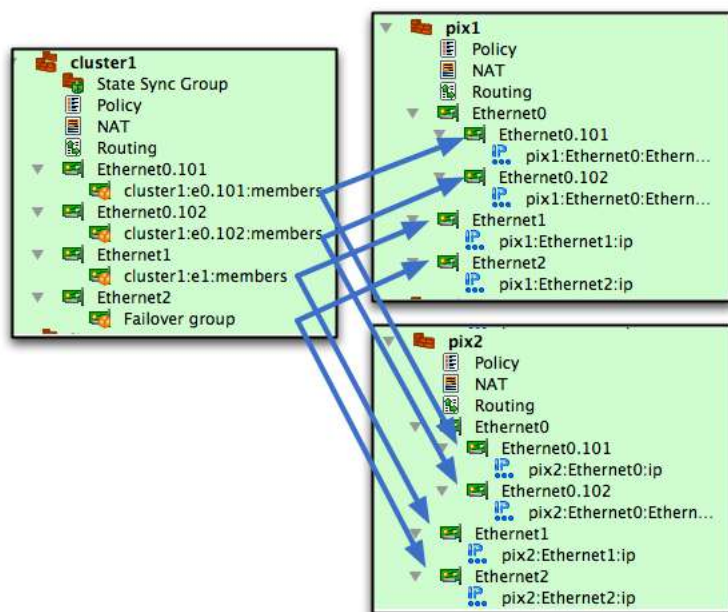 cluster1
State Sync Group
Policy
NAT
Routing
Ethernet0.101
cluster1:e0.101:members
Ethernet0.102
cluster1:e0.102:members
Ethernet1
cluster1:e1:members
Ethernet2
Failover group
pix1
Policy
NAT
Routing
Ethernet0
Ethernet0.101
pix1:Ethernet0:Ethern...
Ethernet0.102
pix1:Ethernet0:Ethern...
Ethernet1
pix1:Ethernet1:ip
Ethernet2
pix1:Ethernet2:ip
pix2
Policy
NAT
Routing
Ethernet0
Ethernet0.101
pix2:Ethernet0:ip
Ethernet0.102
pix2:Ethernet0:Ethern...
Ethernet1
pix2:Ethernet1:ip
Ethernet2
pix2:Ethernet2:ip